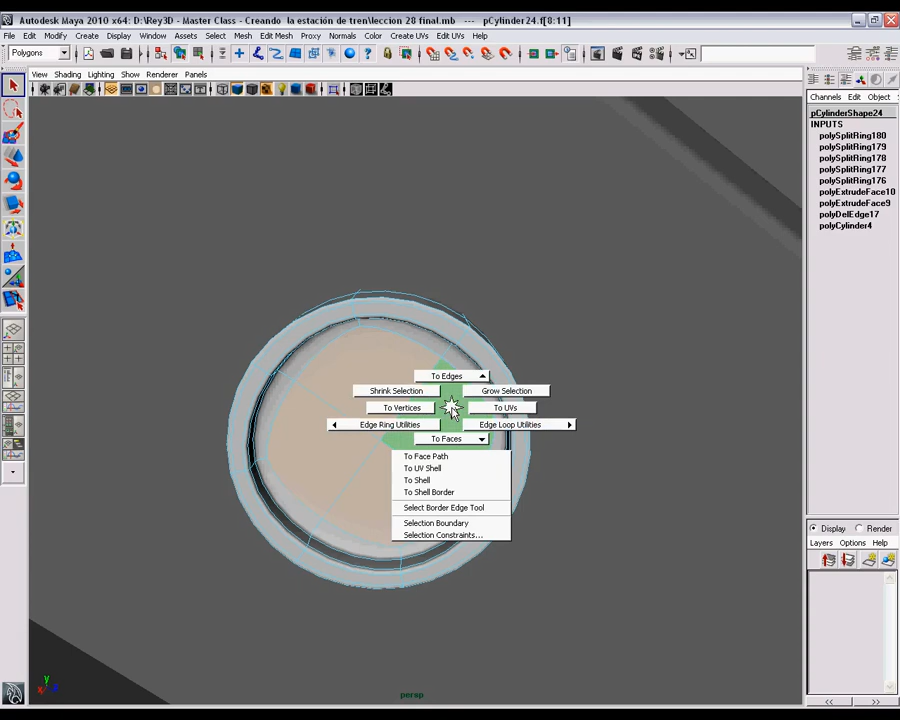 Autodesk Maya 2010 x64: D:\Rey3D - Master Class - Creando la estación de tren\leccion 28 final.mb --- pCylinder24.f[8:11]
File Edit Modify Create Display Window Assets Select Mesh Edit Mesh Proxy Normals Color Create UVs Edit UVs Help
Polygons
View Shading Lighting Show Renderer Panels
Channels Edit Object
pCylinderShape24
INPUTS
polySplitRing180
polySplitRing179
polySplitRing178
polySplitRing177
polySplitRing176
polyExtrudeFace10
polyExtrudeFace9
polyDelEdge17
polyCylinder4
To Edges
Shrink Selection Grow Selection
To Vertices To UVs
Edge Ring Utilities Edge Loop Utilities
To Faces
To Face Path
To UV Shell
To Shell
To Shell Border
Select Border Edge Tool
Selection Boundary
Selection Constraints...
Display Render
Layers Options Help
y
x
persp
<< >>